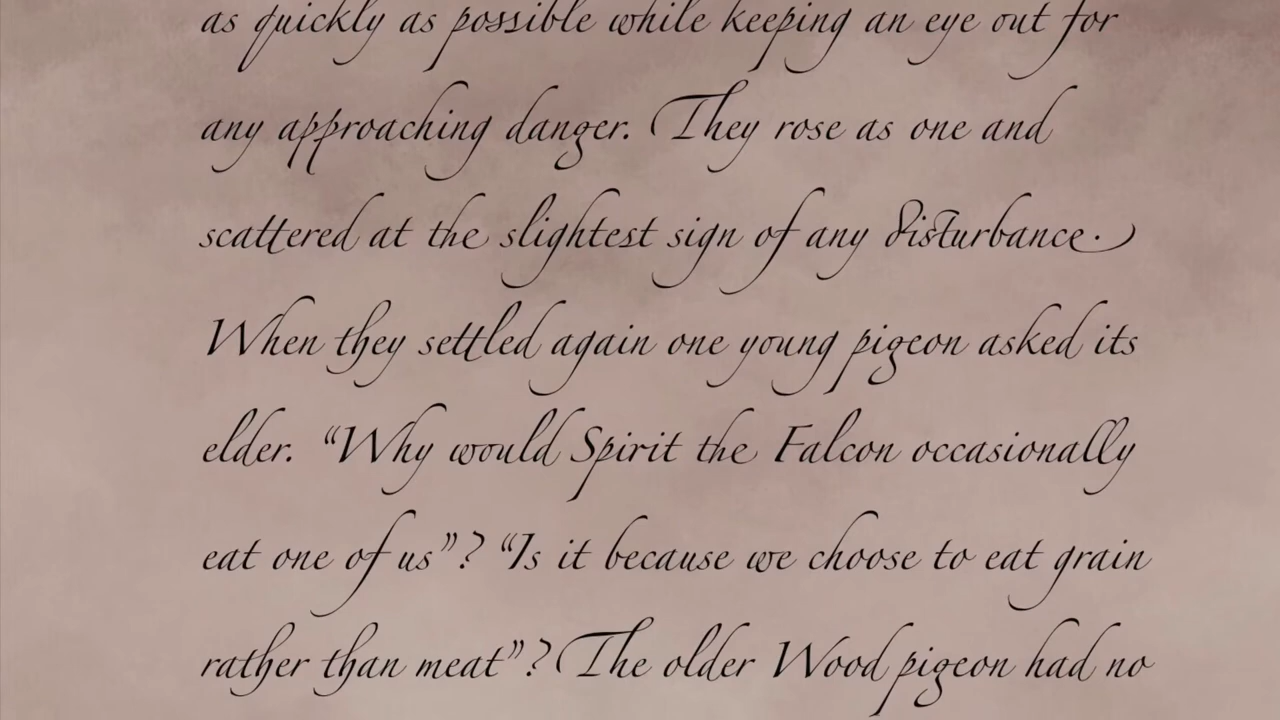 as quickly as possible while keeping an eye out for
any approaching danger. They rose as one and
scattered at the slightest sign of any disturbance.
When they settled again one young pigeon asked its
elder. “Why would Spirit the Falcon occasionally
eat one of us”? “Is it because we choose to eat grain
rather than meat”? The older Wood pigeon had no